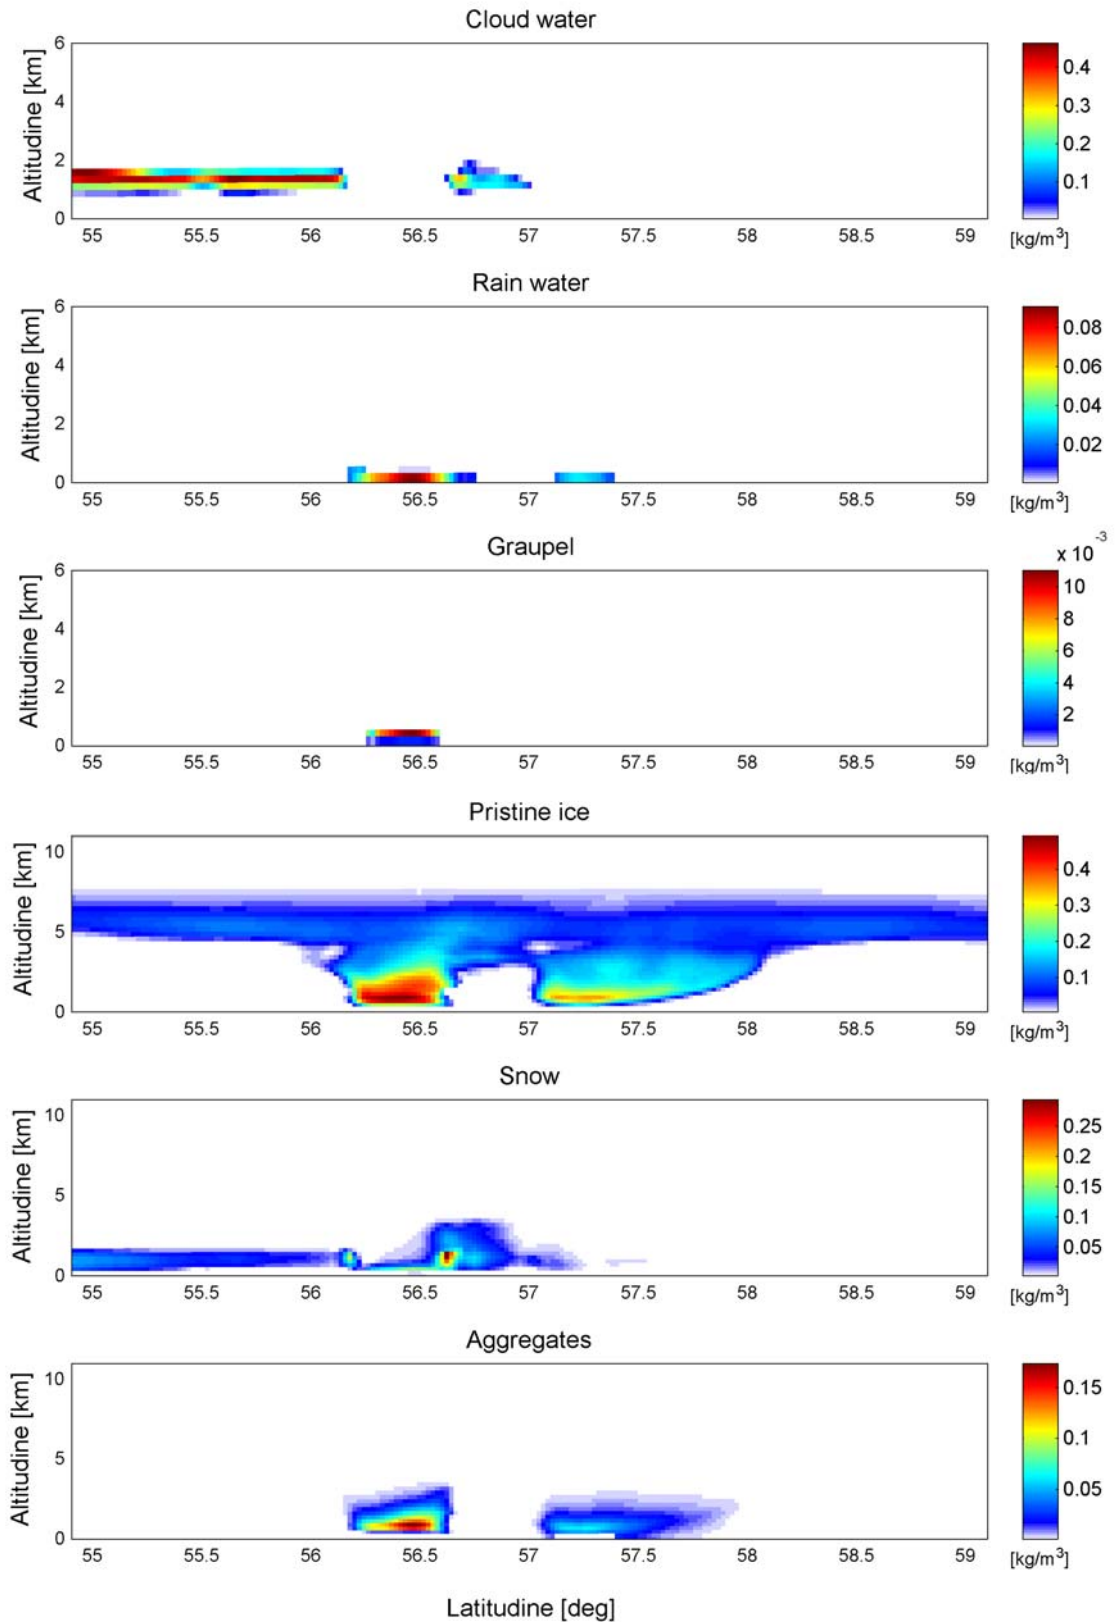 Cloud water
Altitudine [km]
6
4
2
0
55 55.5 56 56.5 57 57.5 58 58.5 59
0.4
0.3
0.2
0.1
[kg/m³]
Rain water
Altitudine [km]
6
4
2
0
55 55.5 56 56.5 57 57.5 58 58.5 59
0.08
0.06
0.04
0.02
[kg/m³]
Graupel
Altitudine [km]
6
4
2
0
55 55.5 56 56.5 57 57.5 58 58.5 59
x 10⁻³
10
8
6
4
2
[kg/m³]
Pristine ice
Altitudine [km]
10
5
0
55 55.5 56 56.5 57 57.5 58 58.5 59
0.4
0.3
0.2
0.1
[kg/m³]
Snow
Altitudine [km]
10
5
0
55 55.5 56 56.5 57 57.5 58 58.5 59
0.25
0.2
0.15
0.1
0.05
[kg/m³]
Aggregates
Altitudine [km]
10
5
0
55 55.5 56 56.5 57 57.5 58 58.5 59
0.15
0.1
0.05
[kg/m³]
Latitudine [deg]